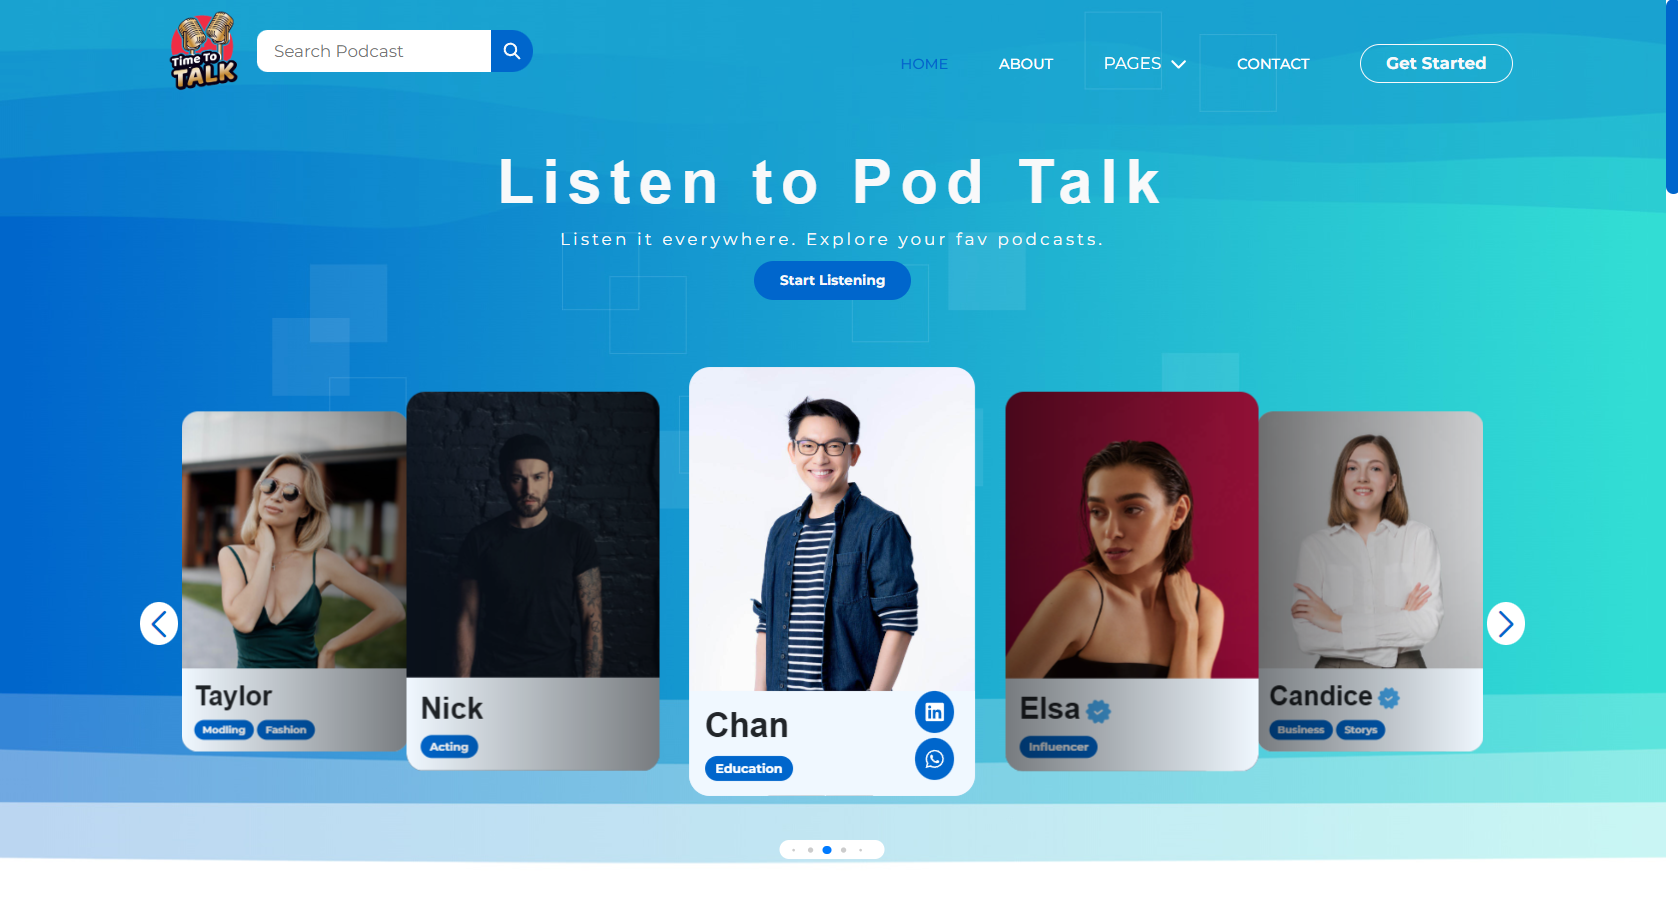 Time To
TALK
Search Podcast
HOME
ABOUT
PAGES
CONTACT
Get Started
Listen to Pod Talk
Listen it everywhere. Explore your fav podcasts.
Start Listening
Taylor
Modling
Fashion
Nick
Acting
Chan
Education
in
Elsa
Influencer
Candice
Business
Storys